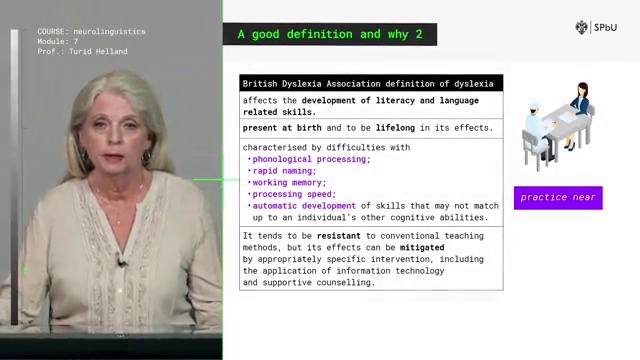 COURSE: neurolinguistics
Module: 7
Prof.: Turid Helland
A good definition and why 2
SPbU
British Dyslexia Association definition of dyslexia
affects the development of literacy and language
related skills.
present at birth and to be lifelong in its effects.
characterised by difficulties with
• phonological processing;
• rapid naming;
• working memory;
• processing speed;
• automatic development of skills that may not match
up to an individual's other cognitive abilities.
It tends to be resistant to conventional teaching
methods, but its effects can be mitigated
by appropriately specific intervention, including
the application of information technology
and supportive counselling.
practice near